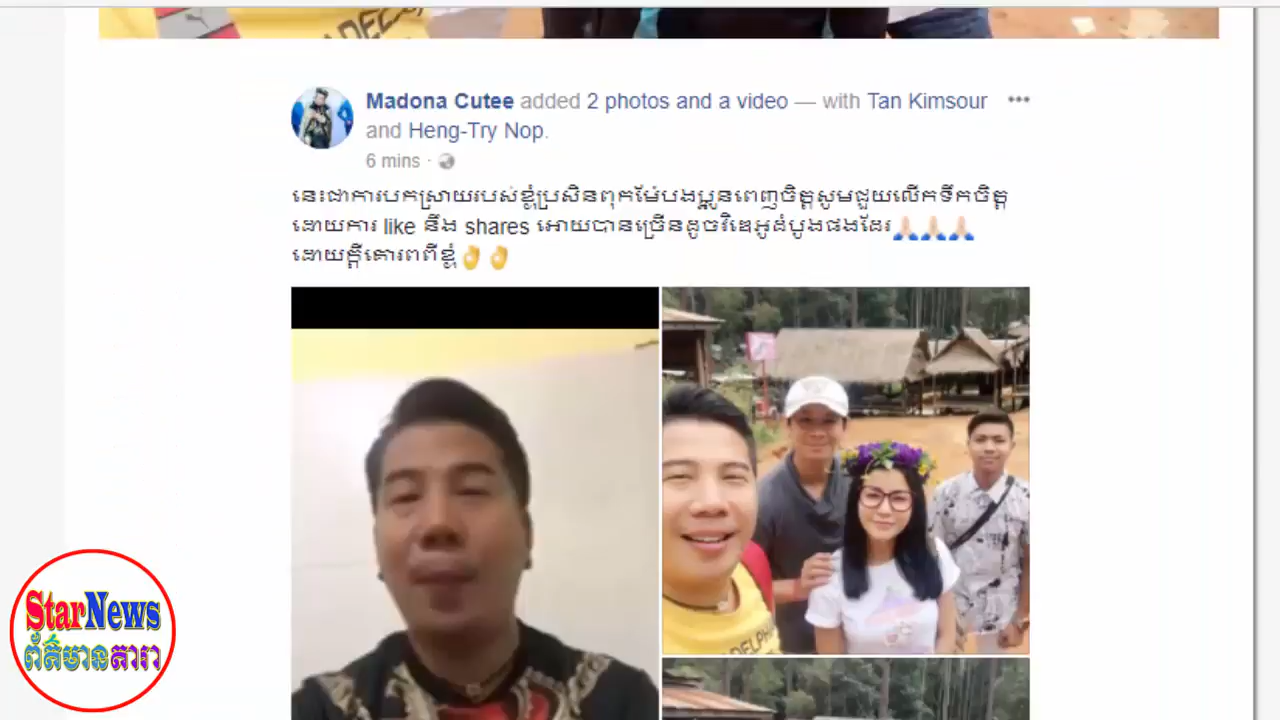 ADELPH
Madona Cutee added 2 photos and a video — with Tan Kimsour
and Heng-Try Nop.
6 mins ·
នេះជាការបកស្រាយរបស់ខ្ញុំប្រសិនពុកម៉ែបងប្អូនពេញចិត្តសូមជួយលើកទឹកចិត្ត
ដោយការ like និង shares អោយបានច្រើនដូចវិឌេអូតំបូងផងដែរ🙏🏻🙏🏻🙏🏻
ដោយក្តីគោរពពីខ្ញុំ👌👌
ADELPH
StarNews
ព័ត៌មានតារា